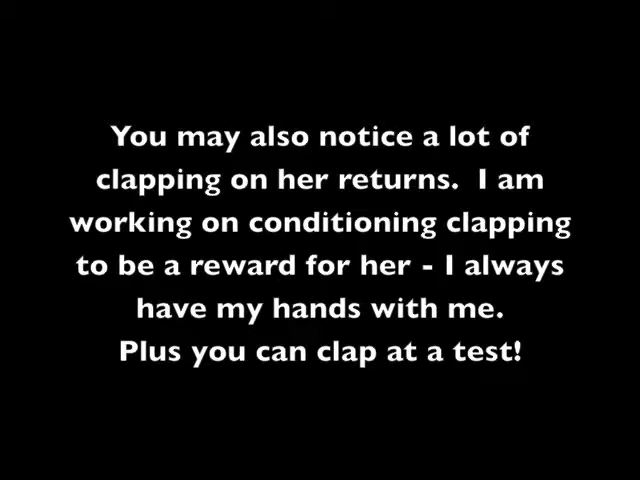 You may also notice a lot of
clapping on her returns.  I am
working on conditioning clapping
to be a reward for her - I always
have my hands with me.
Plus you can clap at a test!